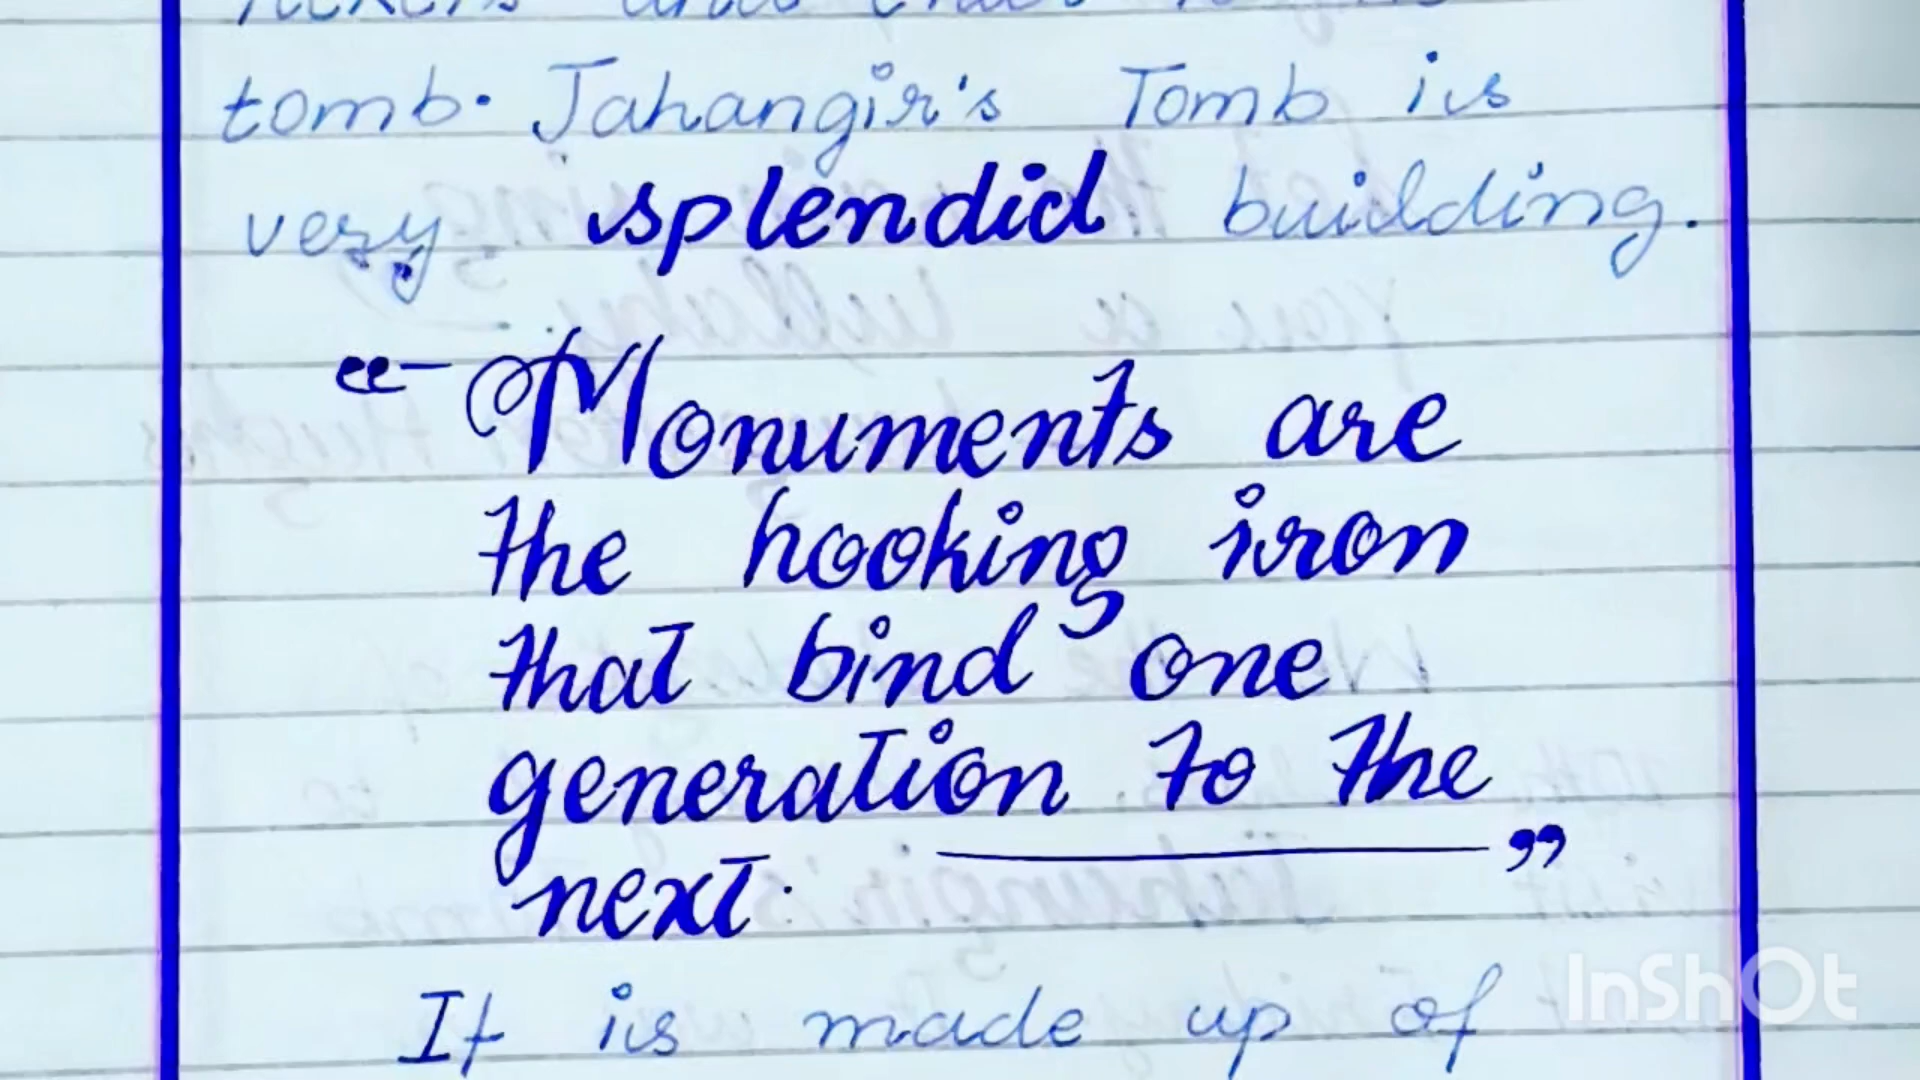 tomb. Jahangir's Tomb is
very splendid building.
"Monuments are
the hooking iron
that bind one
generation to the
next."
It is made up of
InShOt